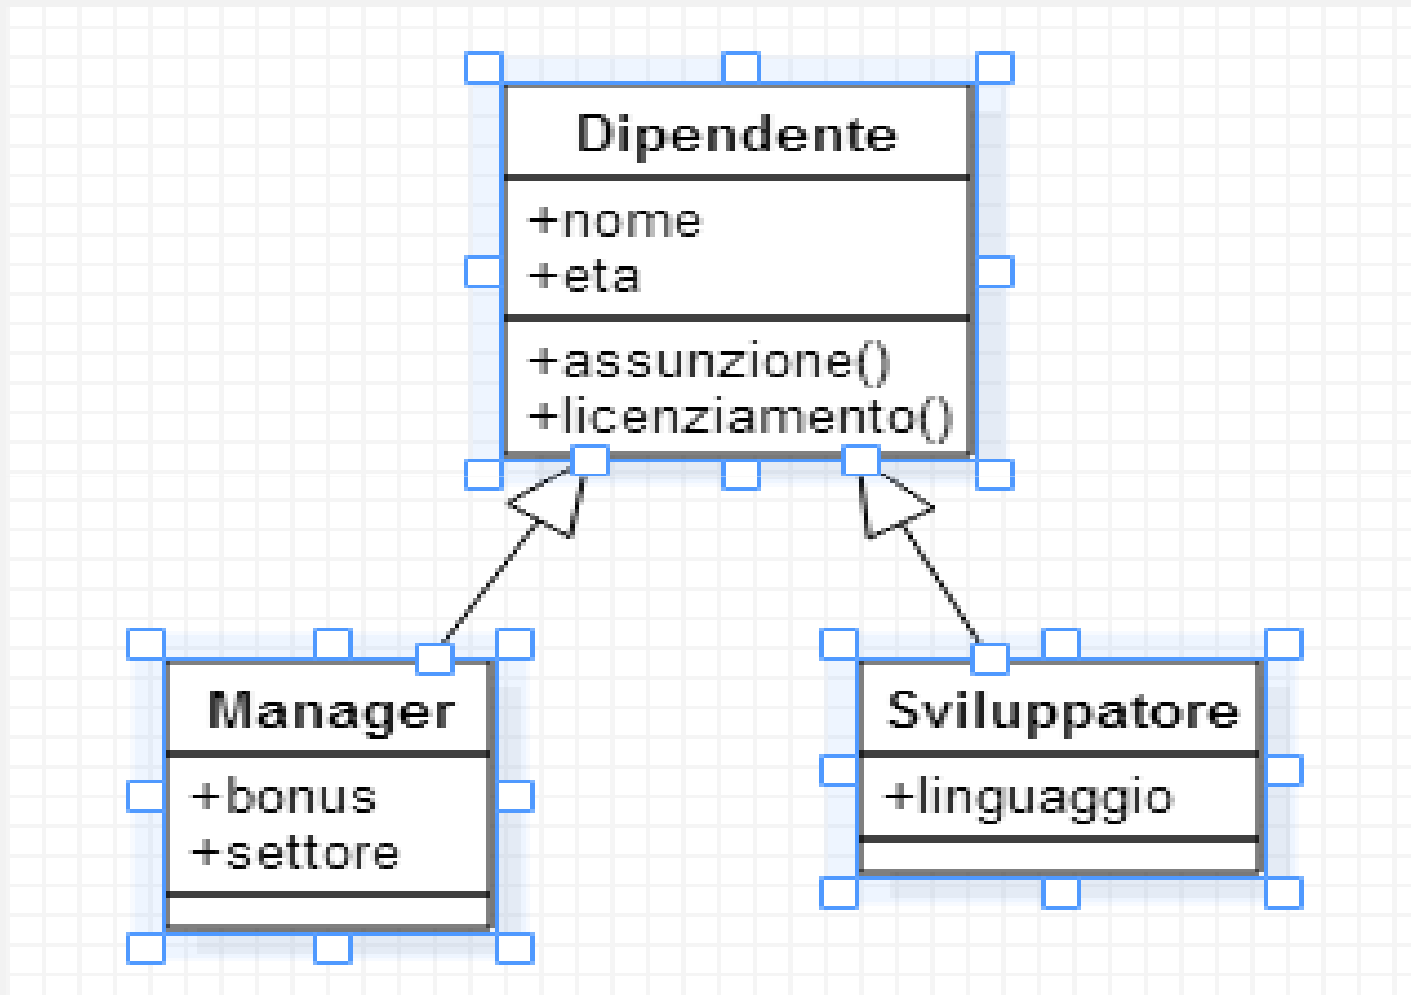 Dipendente
+nome
+eta
+assunzione()
+licenziamento()
Manager
+bonus
+settore
Sviluppatore
+linguaggio